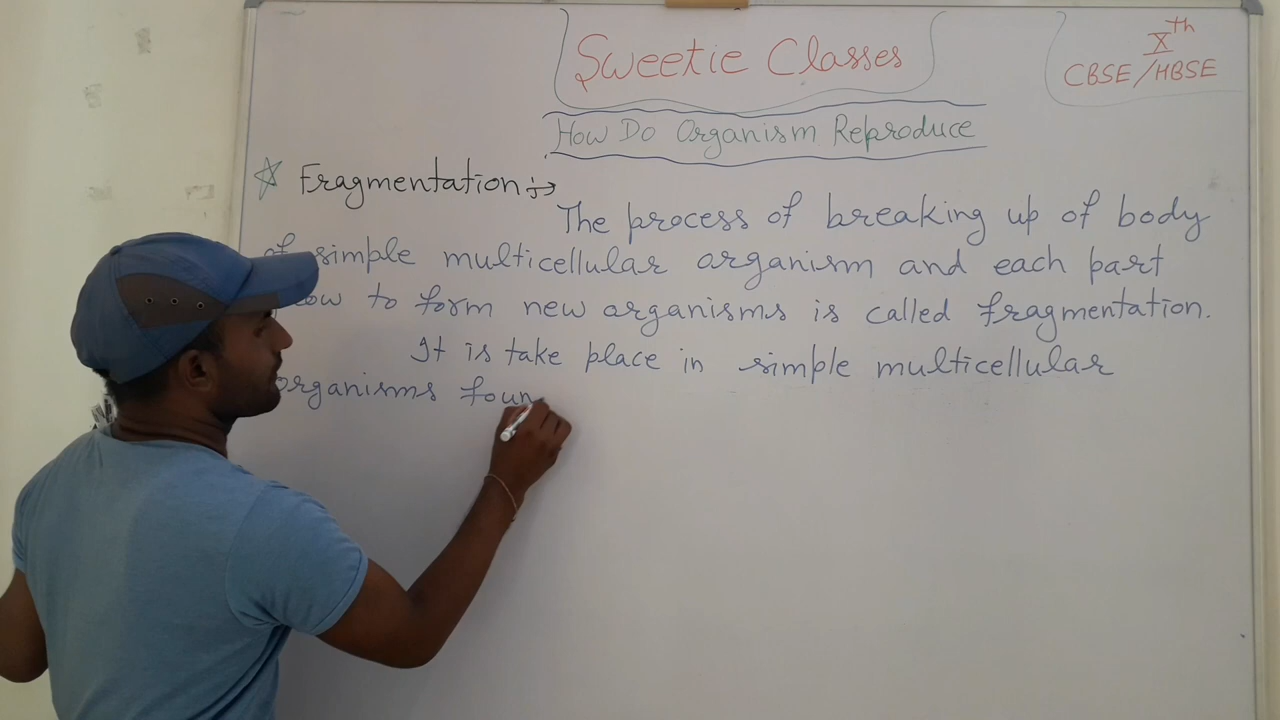 Sweetie Classes
Xth
CBSE/HBSE
How Do Organism Reproduce
Fragmentation :→
The process of breaking up of body
of simple multicellular organism and each part
to form new organisms is called fragmentation.
It is take place in simple multicellular
organisms foun